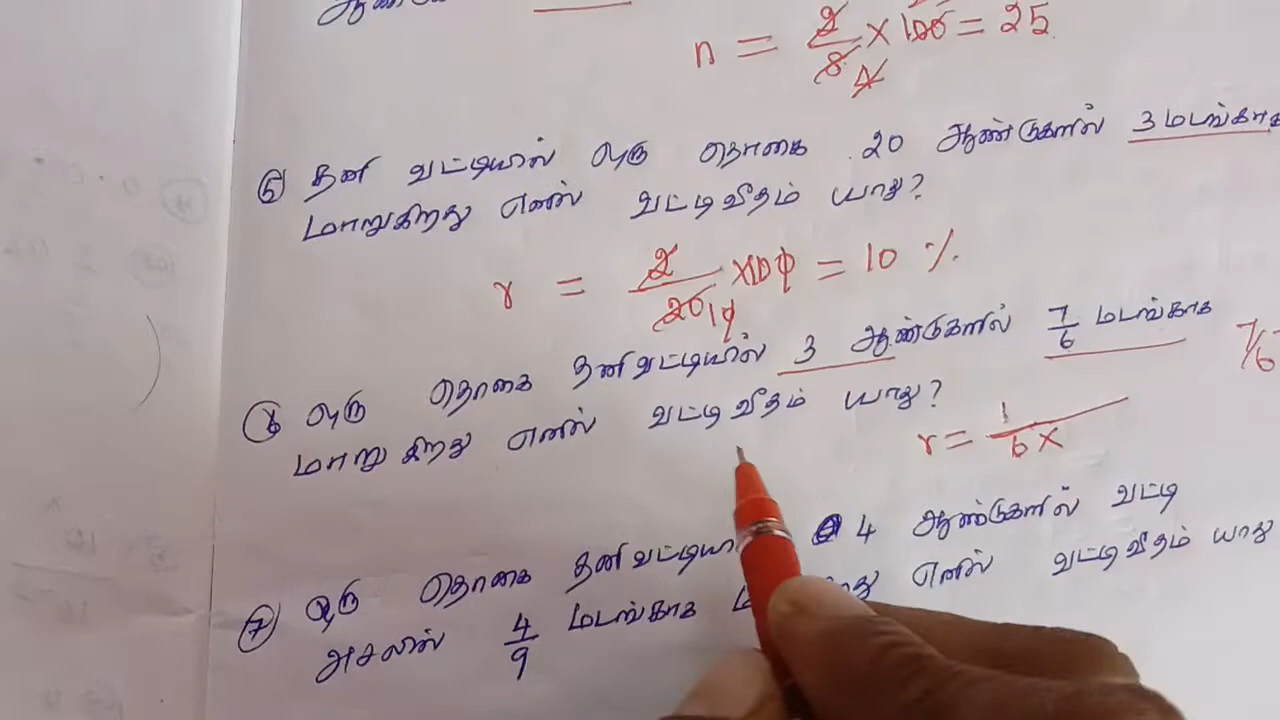 n = 2/8 × 100 = 25
5) தனி வட்டியில் ஒரு தொகை 20 ஆண்டுகளில் 3 மடங்காக
மாறுகிறது எனில் வட்டி வீதம் யாது?
r = 2/20 × 100 = 10 %
6) ஒரு தொகை தனிவட்டியில் 3 ஆண்டுகளில் 7/6 மடங்காக 7/6
மாறுகிறது எனில் வட்டி வீதம் யாது?
r = 1/6 ×
7) ஒரு தொகை 4 ஆண்டுகளில் வட்டி
அசலில் 4/9 மடங்காக எனில் வட்டி வீதம் யாது